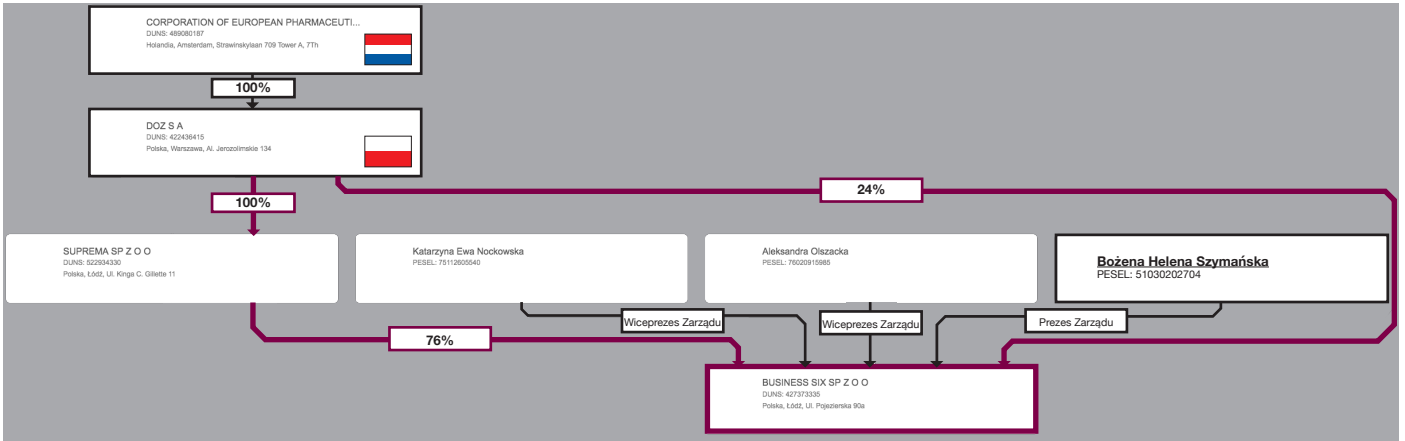 CORPORATION OF EUROPEAN PHARMACEUTI...
DUNS: 489080187
Holandia, Amsterdam, Strawinskylaan 709 Tower A, 7Th
100%
DOZ S A
DUNS: 422436415
Polska, Warszawa, Al. Jerozolimskie 134
100%
24%
SUPREMA SP Z O O
DUNS: 522934330
Polska, Łódź, Ul. Kinga C. Gillette 11
Katarzyna Ewa Nockowska
PESEL: 75112605540
Aleksandra Olszacka
PESEL: 76020915985
Bożena Helena Szymańska
PESEL: 51030202704
Wiceprezes Zarządu
Wiceprezes Zarządu
Prezes Zarządu
76%
BUSINESS SIX SP Z O O
DUNS: 427373335
Polska, Łódź, Ul. Pojezierska 90a